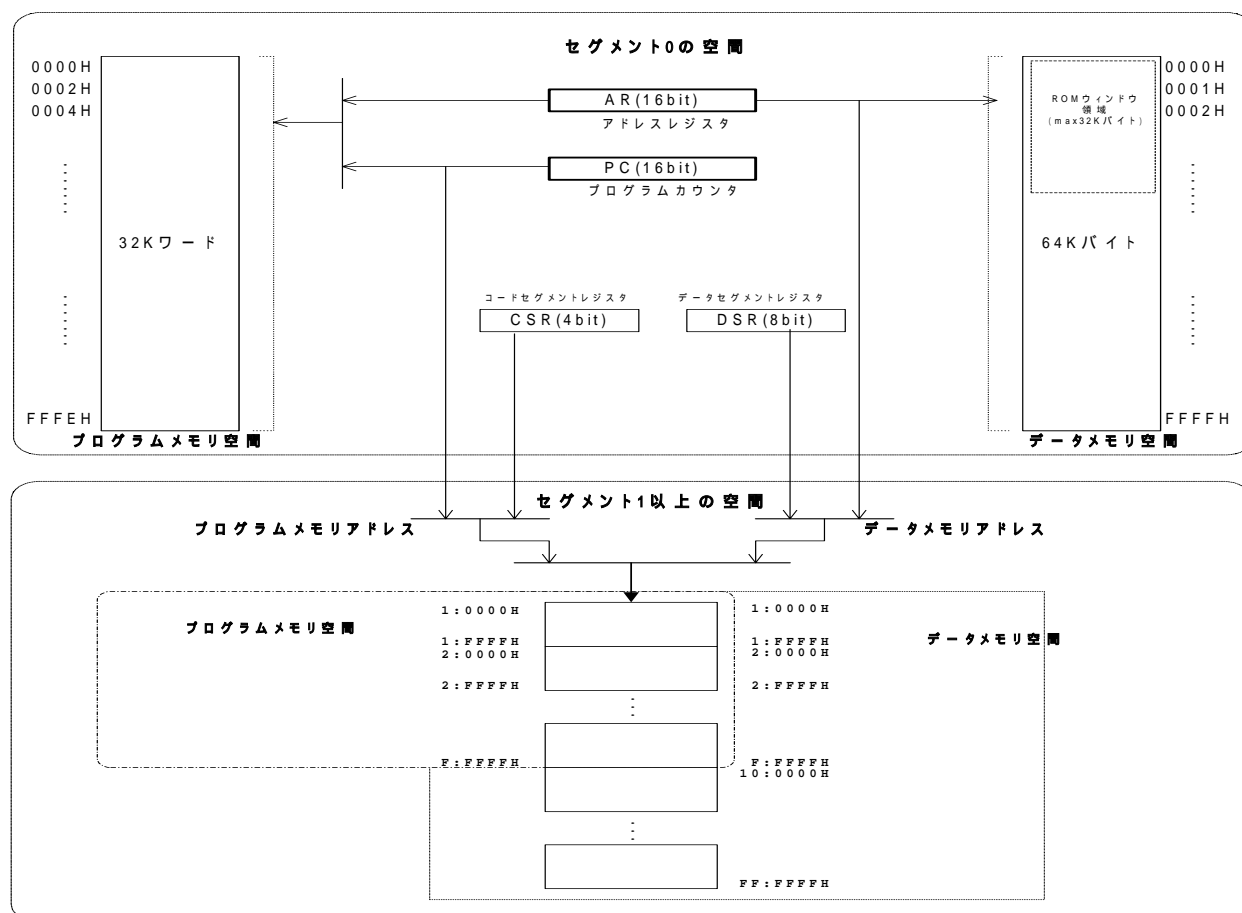 セグメント0の空間
0000H
0002H
0004H
32Kワード
FFFEH
プログラムメモリ空間
AR(16bit)
アドレスレジスタ
PC(16bit)
プログラムカウンタ
コードセグメントレジスタ
CSR(4bit)
データセグメントレジスタ
DSR(8bit)
ROMウィンドウ
領域
(max32Kバイト)
64Kバイト
0000H
0001H
0002H
FFFFH
データメモリ空間
セグメント1以上の空間
プログラムメモリアドレス
データメモリアドレス
プログラムメモリ空間
1:0000H
1:FFFFH
2:0000H
2:FFFFH
F:FFFFH
1:0000H
1:FFFFH
2:0000H
2:FFFFH
F:FFFFH
10:0000H
FF:FFFFH
データメモリ空間